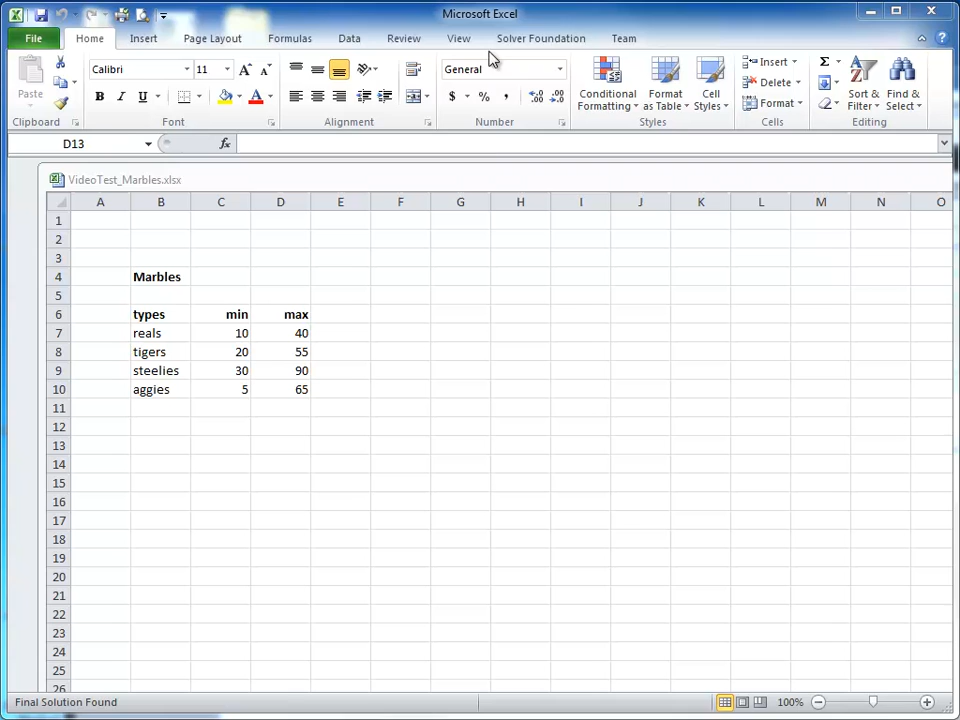 Microsoft Excel
File Home Insert Page Layout Formulas Data Review View Solver Foundation Team
Paste Calibri 11 General Conditional Formatting Format as Table Cell Styles Insert Delete Format Sort & Filter Find & Select
B I U $ % ,
Clipboard Font Alignment Number Styles Cells Editing
D13 fx
VideoTest_Marbles.xlsx
A B C D E F G H I J K L M N O
1
2
3
4 Marbles
5
6 types min max
7 reals 10 40
8 tigers 20 55
9 steelies 30 90
10 aggies 5 65
11
12
13
14
15
16
17
18
19
20
21
22
23
24
25
26
Final Solution Found 100%